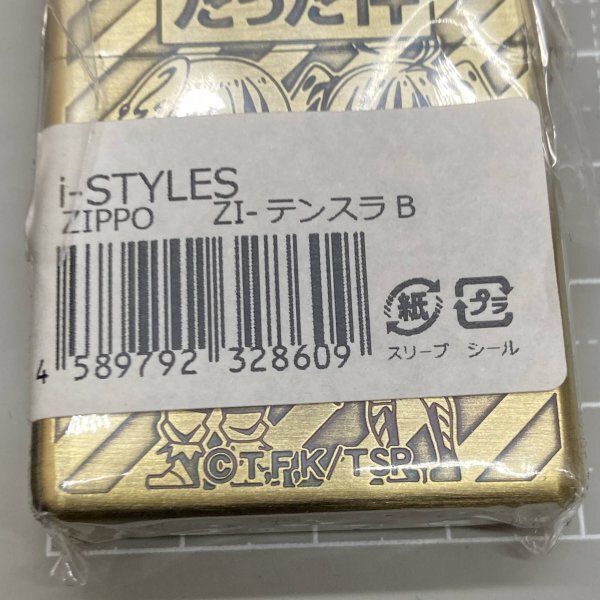 だった件
i-STYLES
ZIPPO ZI-テンスラ B
4 589792 328609
紙 プラ
スリーブ シール
©T,F,K/TSP